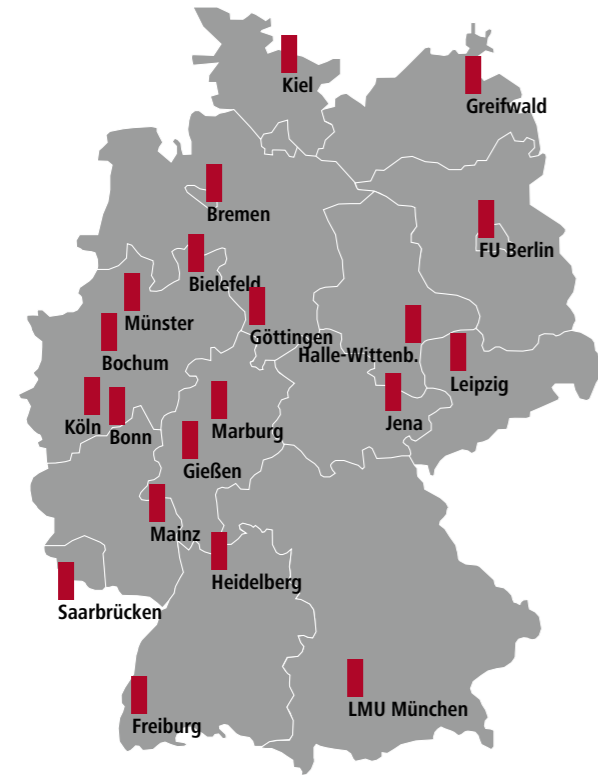 Kiel
Greifwald
Bremen
FU Berlin
Bielefeld
Münster
Göttingen
Halle-Wittenb.
Bochum
Leipzig
Köln
Bonn
Marburg
Jena
Gießen
Mainz
Heidelberg
Saarbrücken
LMU München
Freiburg